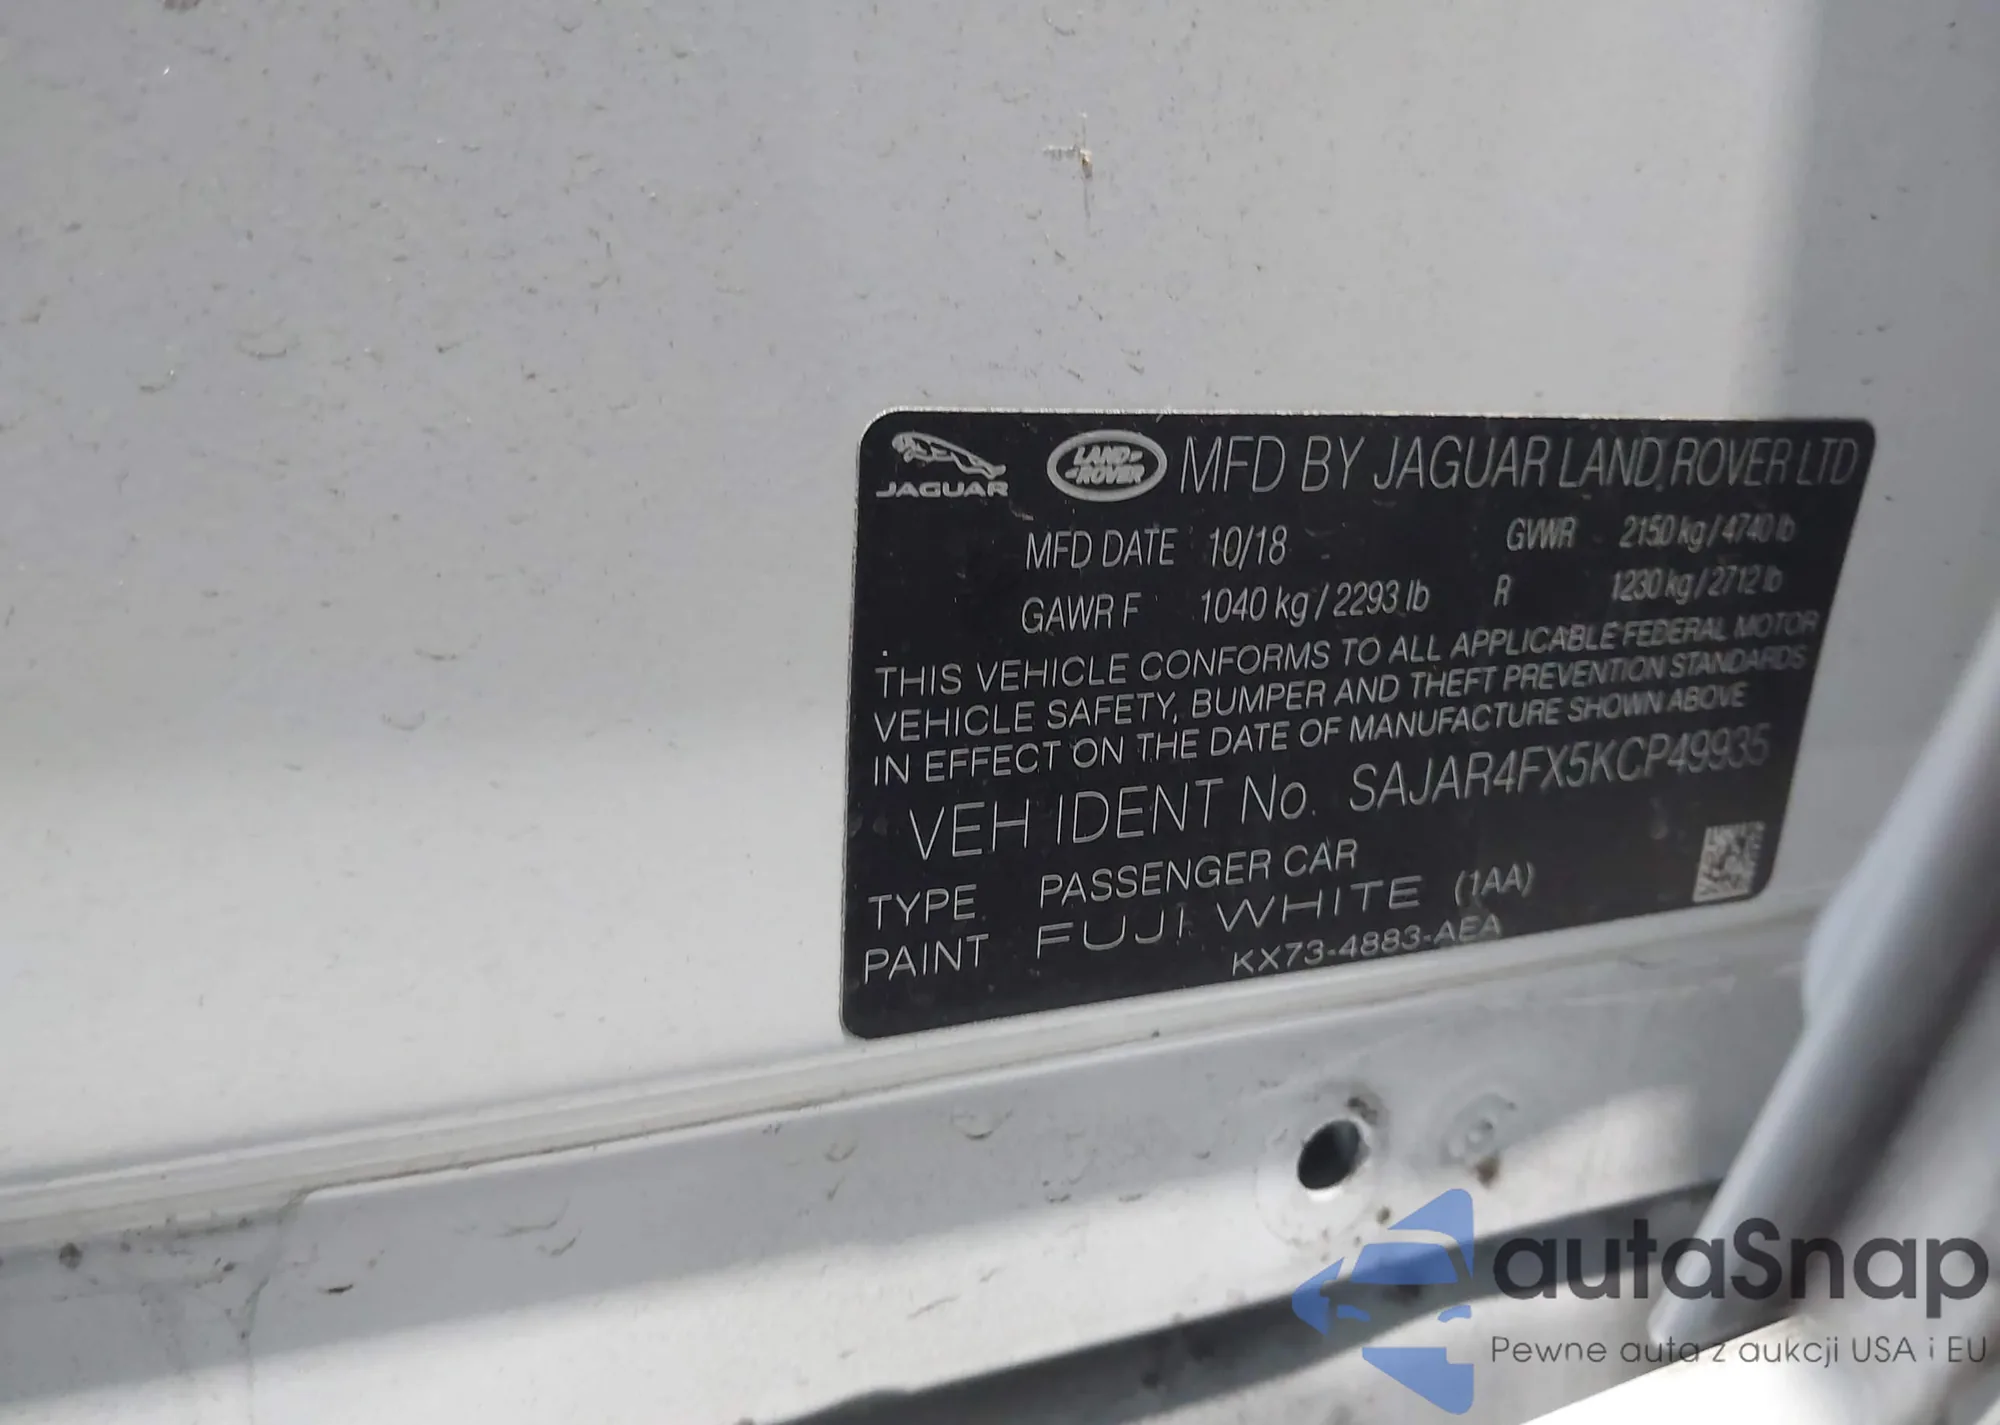 JAGUAR LAND ROVER MFD BY JAGUAR LAND ROVER LTD
MFD DATE 10/18 GVWR 2150 kg / 4740 lb
GAWR F 1040 kg / 2293 lb R 1230 kg / 2712 lb
THIS VEHICLE CONFORMS TO ALL APPLICABLE FEDERAL MOTOR
VEHICLE SAFETY, BUMPER AND THEFT PREVENTION STANDARDS
IN EFFECT ON THE DATE OF MANUFACTURE SHOWN ABOVE
VEH IDENT No. SAJAR4FX5KCP49935
TYPE PASSENGER CAR
PAINT FUJI WHITE (1AA)
KX73-4883-AEA
autaSnap
Pewne auta z aukcji USA i EU